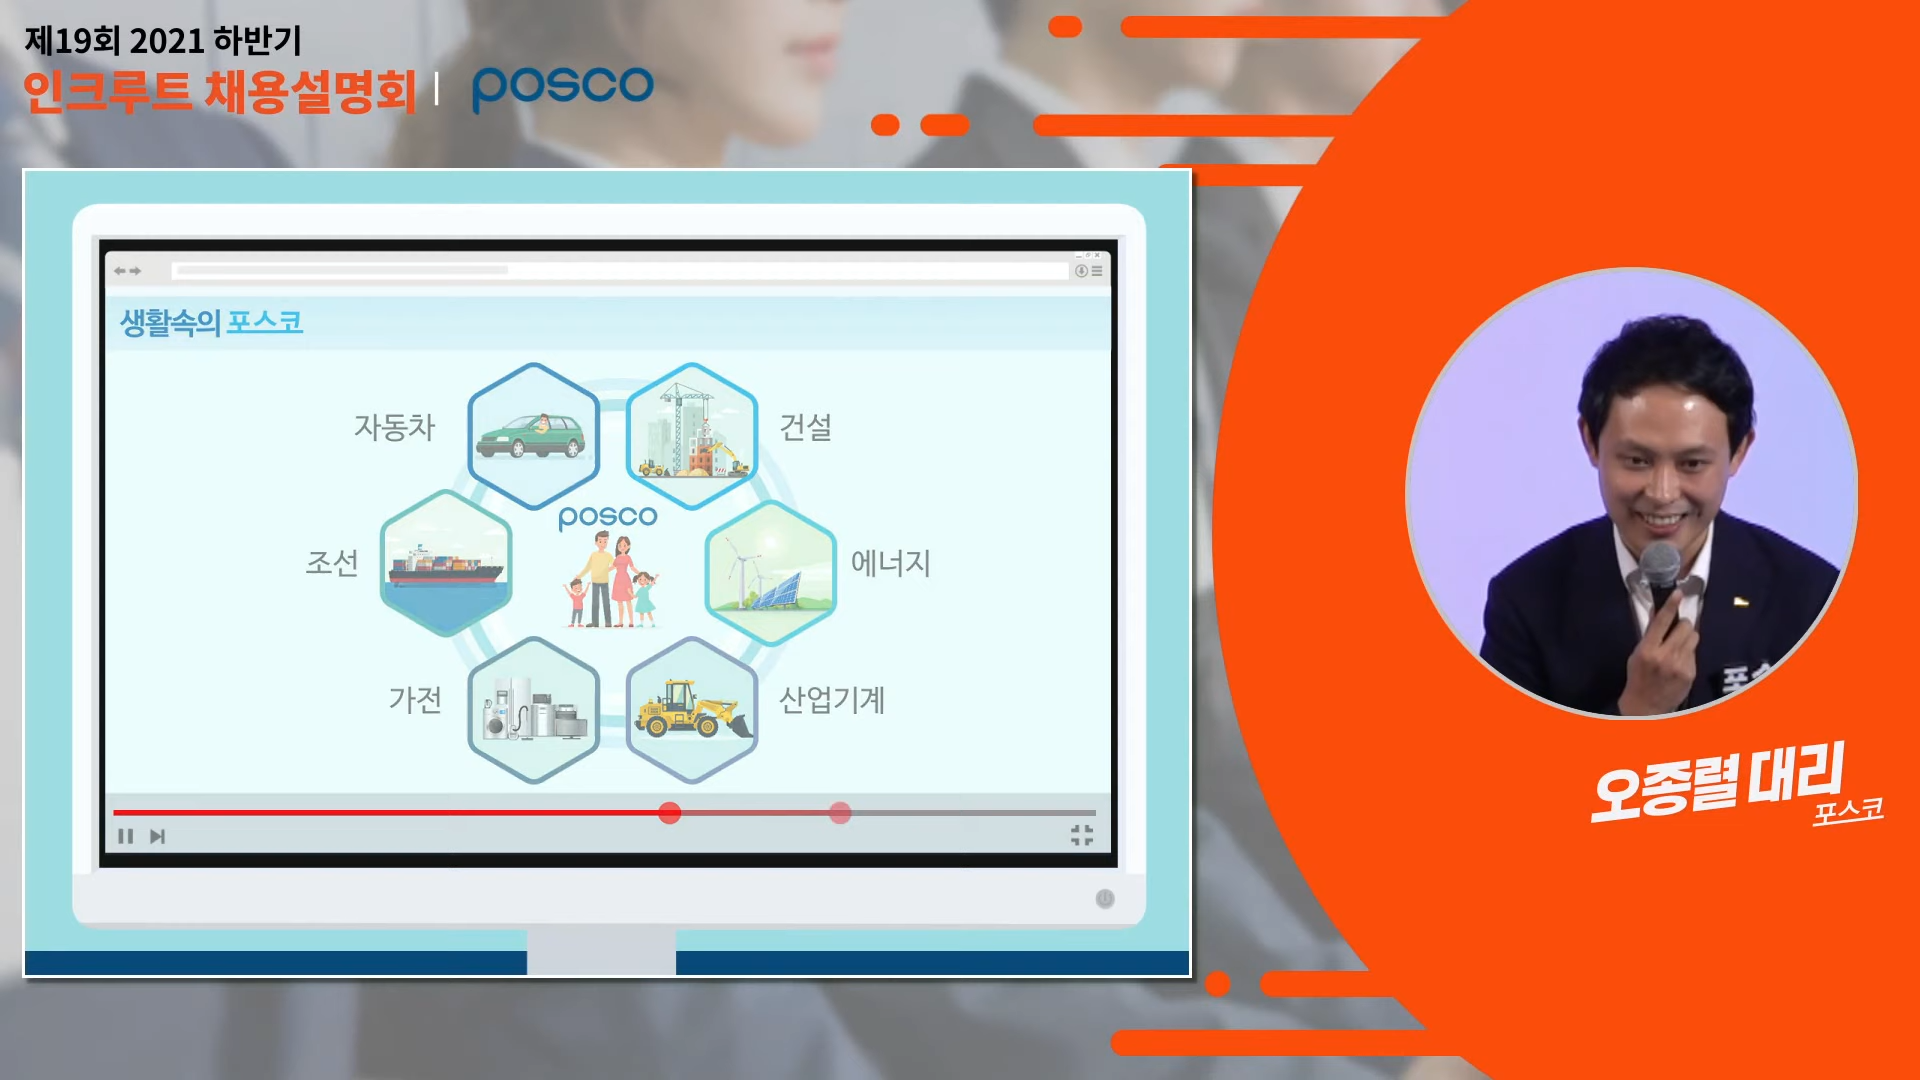 제19회 2021 하반기
인크루트 채용설명회 | posco
생활속의 포스코
자동차
건설
posco
조선
에너지
가전
산업기계
오종렬 대리
포스코